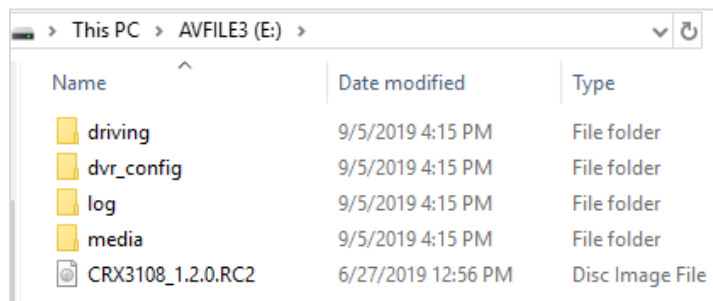 This PC > AVFILE3 (E:) >
Name Date modified Type
driving 9/5/2019 4:15 PM File folder
dvr_config 9/5/2019 4:15 PM File folder
log 9/5/2019 4:15 PM File folder
media 9/5/2019 4:15 PM File folder
CRX3108_1.2.0.RC2 6/27/2019 12:56 PM Disc Image File